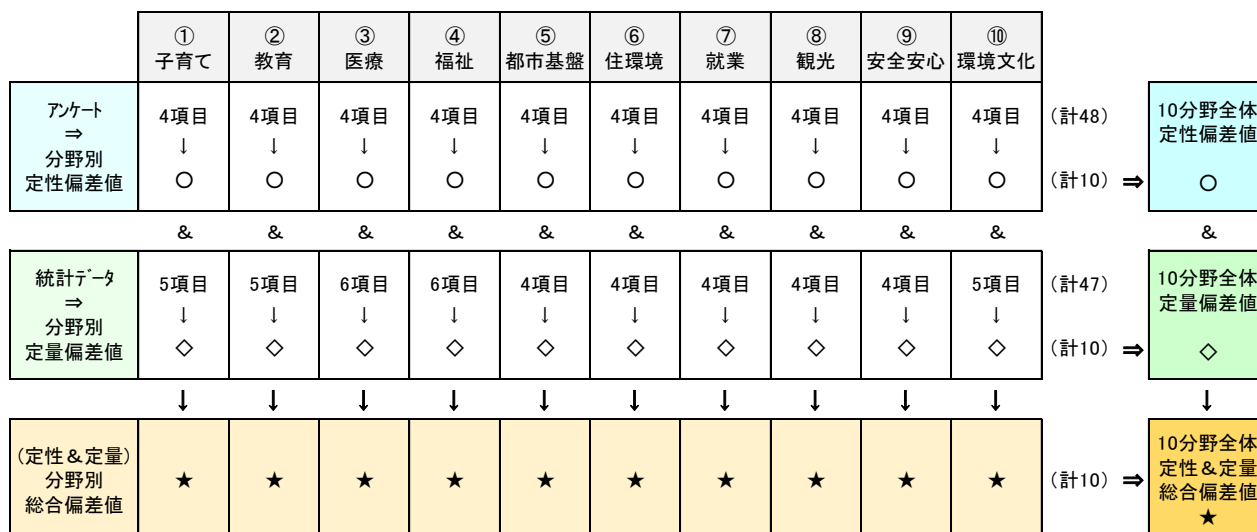 ① ② ③ ④ ⑤ ⑥ ⑦ ⑧ ⑨ ⑩
子育て 教育 医療 福祉 都市基盤 住環境 就業 観光 安全安心 環境文化
アンケート
⇒
分野別
定性偏差値
4項目 4項目 4項目 4項目 4項目 4項目 4項目 4項目 4項目 4項目 (計48)
↓ ↓ ↓ ↓ ↓ ↓ ↓ ↓ ↓ ↓
○ ○ ○ ○ ○ ○ ○ ○ ○ ○ (計10) ⇒
10分野全体
定性偏差値
○
& & & & & & & & & & &
統計データ
⇒
分野別
定量偏差値
5項目 5項目 6項目 6項目 4項目 4項目 4項目 4項目 4項目 5項目 (計47)
↓ ↓ ↓ ↓ ↓ ↓ ↓ ↓ ↓ ↓
◇ ◇ ◇ ◇ ◇ ◇ ◇ ◇ ◇ ◇ (計10) ⇒
10分野全体
定量偏差値
◇
↓ ↓ ↓ ↓ ↓ ↓ ↓ ↓ ↓ ↓ ↓
(定性&定量)
分野別
総合偏差値
★ ★ ★ ★ ★ ★ ★ ★ ★ ★ (計10) ⇒
10分野全体
定性&定量
総合偏差値
★